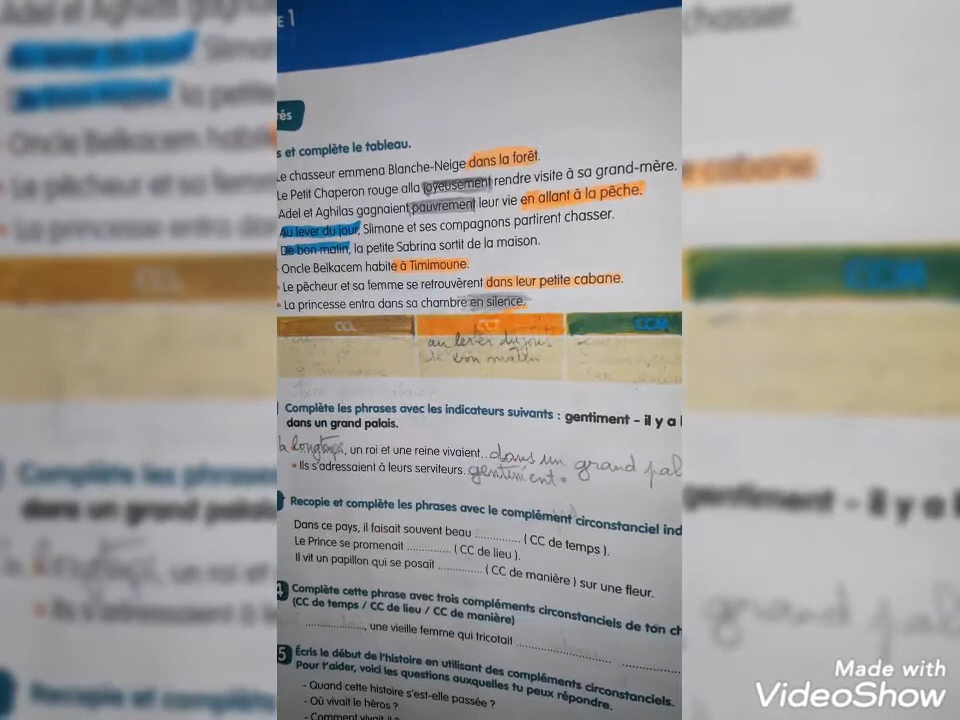 E 1
és
s et complète le tableau.
Le chasseur emmena Blanche-Neige dans la forêt.
Le Petit Chaperon rouge alla joyeusement rendre visite à sa grand-mère.
Adel et Aghilas gagnaient pauvrement leur vie en allant à la pêche.
Au lever du jour, Slimane et ses compagnons partirent chasser.
De bon matin, la petite Sabrina sortit de la maison.
Oncle Belkacem habite à Timimoune.
• Le pêcheur et sa femme se retrouvèrent dans leur petite cabane.
• La princesse entra dans sa chambre en silence.
CCL CCT CCM
au lever du jour
de bon matin
Complète les phrases avec les indicateurs suivants : gentiment – il y a l
dans un grand palais.
a longtemps, un roi et une reine vivaient.. dans un grand pal
• Ils s'adressaient à leurs serviteurs. gentiment.
Recopie et complète les phrases avec le complément circonstanciel ind
Dans ce pays, il faisait souvent beau ............ ( CC de temps ).
Le Prince se promenait ............ ( CC de lieu ).
Il vit un papillon qui se posait ............ ( CC de manière ) sur une fleur.
4 Complète cette phrase avec trois compléments circonstanciels de ton ch
(CC de temps / CC de lieu / CC de manière)
................, une vieille femme qui tricotait ........................ ................
5 Écris le début de l'histoire en utilisant des compléments circonstanciels.
Pour t'aider, voici les questions auxquelles tu peux répondre.
- Quand cette histoire s'est-elle passée ?
- Où vivait le héros ?
- Comment vivait-il
Made with
VideoShow